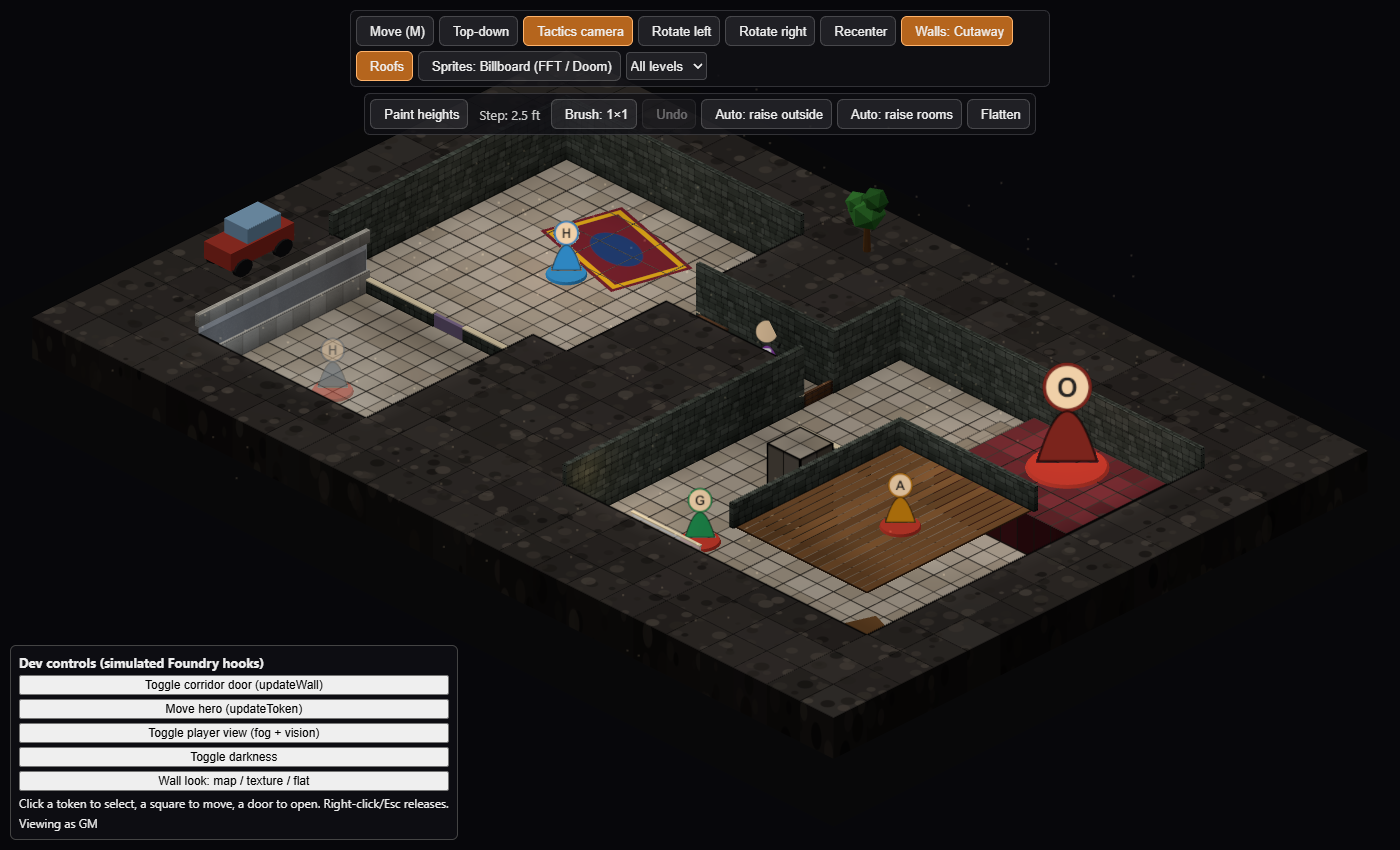 Move (M) Top-down Tactics camera Rotate left Rotate right Recenter Walls: Cutaway
Roofs Sprites: Billboard (FFT / Doom) All levels
Paint heights Step: 2.5 ft Brush: 1×1 Undo Auto: raise outside Auto: raise rooms Flatten
H
H
O
A
G
Dev controls (simulated Foundry hooks)
Toggle corridor door (updateWall)
Move hero (updateToken)
Toggle player view (fog + vision)
Toggle darkness
Wall look: map / texture / flat
Click a token to select, a square to move, a door to open. Right-click/Esc releases.
Viewing as GM